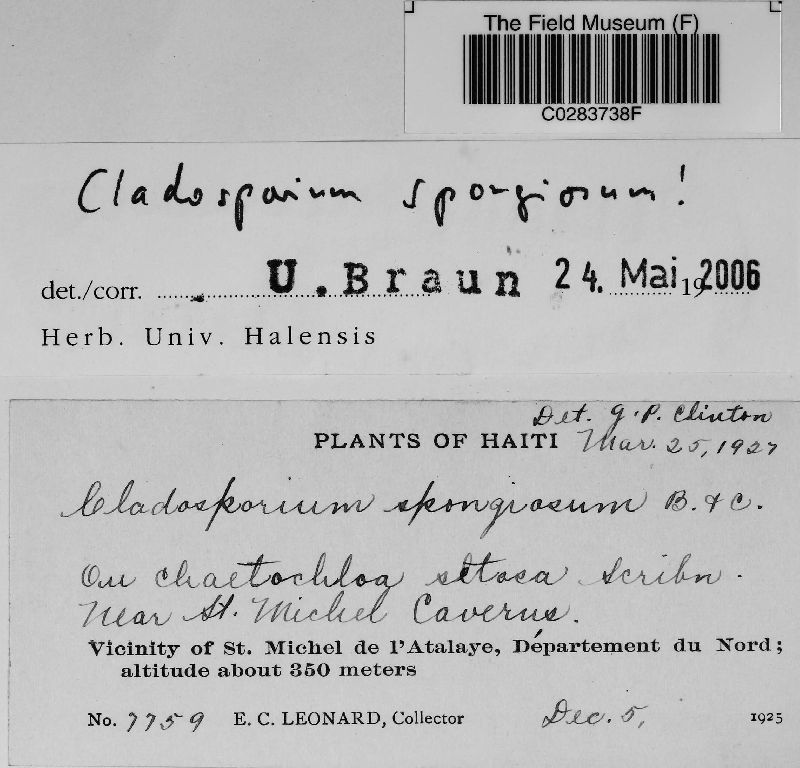 The Field Museum (F)
C0283738F
Cladosporium spongiosum!
det./corr. U. Braun 24. Mai 192006
Herb. Univ. Halensis
Det. G. P. Clinton
PLANTS OF HAITI Mar. 25, 1927
Cladosporium spongiosum B. & C.
On Chaetochloa setosa Scribn.
Near St. Michel Caverns.
Vicinity of St. Michel de l'Atalaye, Département du Nord;
altitude about 350 meters
No. 7759 E. C. LEONARD, Collector Dec. 5, 1925